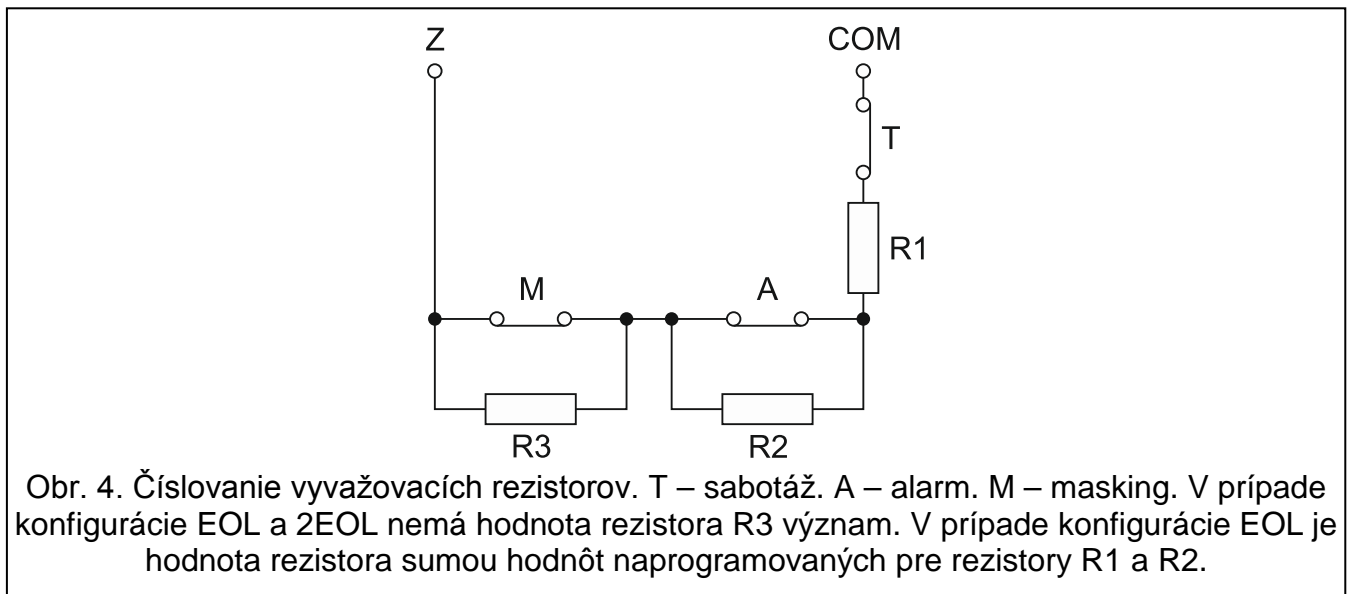 Z
COM
T
R1
M
A
R3
R2
Obr. 4. Číslovanie vyvažovacích rezistorov. T – sabotáž. A – alarm. M – masking. V prípade
konfigurácie EOL a 2EOL nemá hodnota rezistora R3 význam. V prípade konfigurácie EOL je
hodnota rezistora sumou hodnôt naprogramovaných pre rezistory R1 a R2.